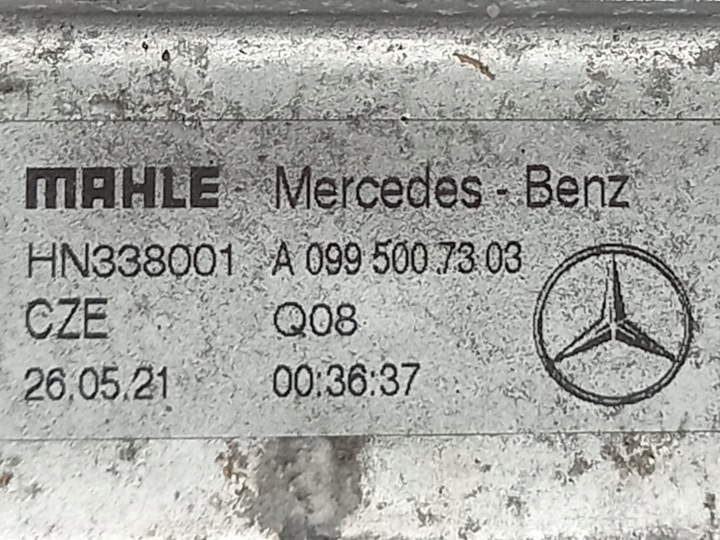 MAHLE Mercedes - Benz
HN338001 A 099 500 73 03
CZE Q08
26.05.21 00:36:37